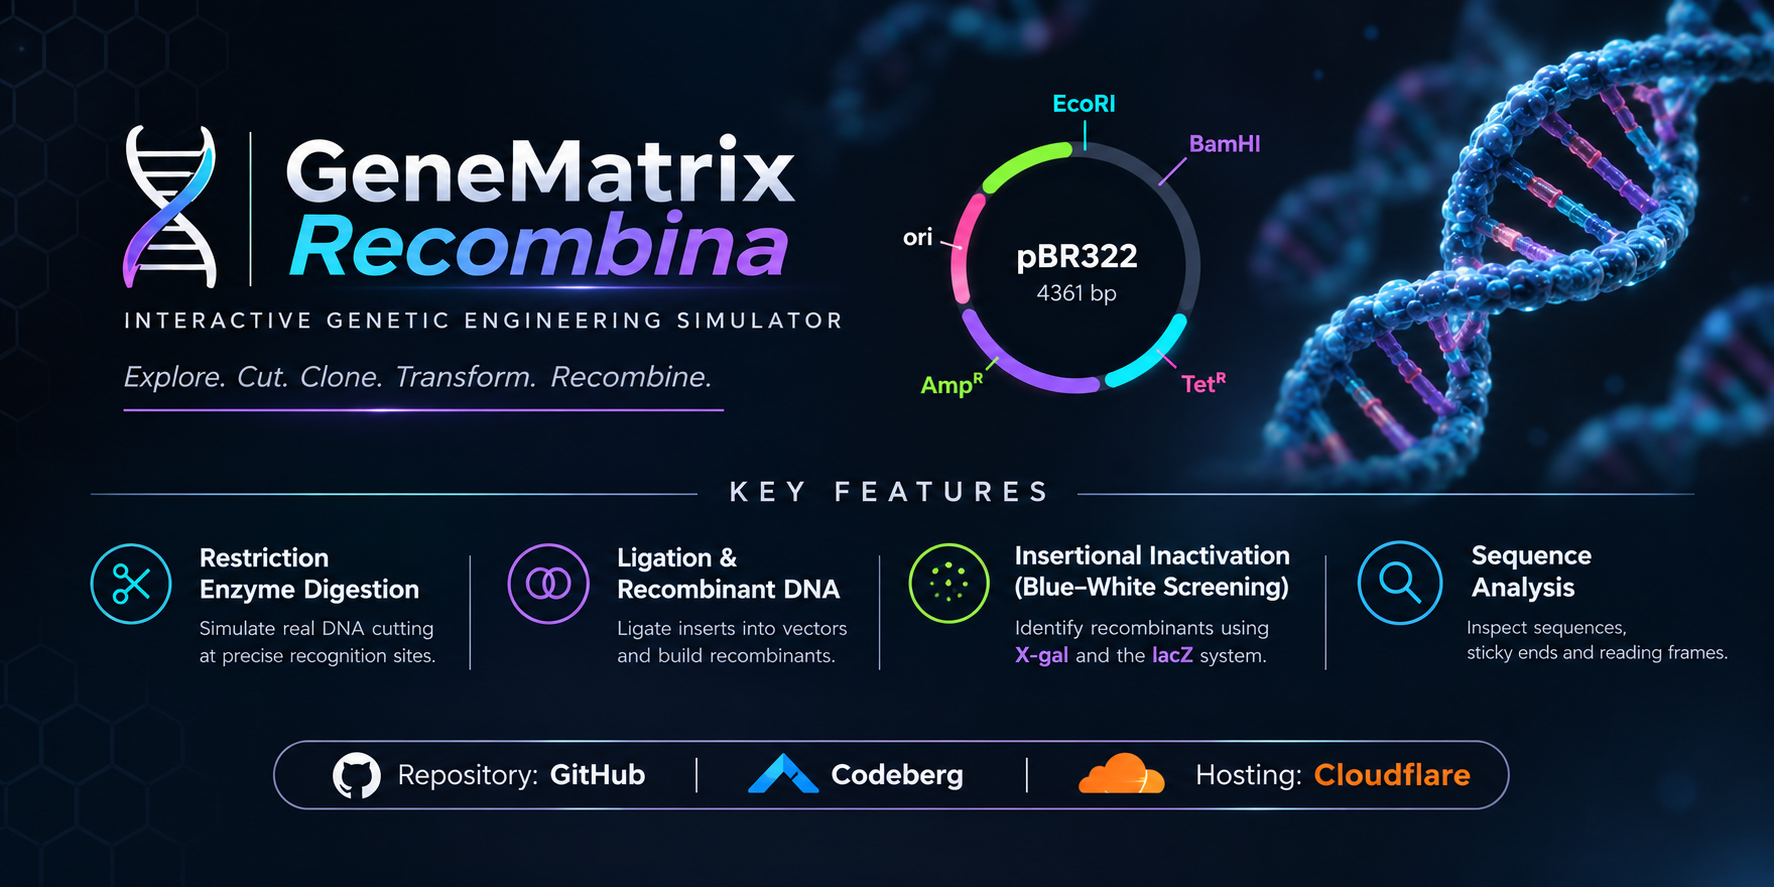 GeneMatrix
Recombina
INTERACTIVE GENETIC ENGINEERING SIMULATOR
Explore. Cut. Clone. Transform. Recombine.
EcoRI
BamHI
ori
pBR322
4361 bp
Amp^R
Tet^R
KEY FEATURES
Restriction
Enzyme Digestion
Simulate real DNA cutting
at precise recognition sites.
Ligation &
Recombinant DNA
Ligate inserts into vectors
and build recombinants.
Insertional Inactivation
(Blue–White Screening)
Identify recombinants using
X-gal and the lacZ system.
Sequence
Analysis
Inspect sequences,
sticky ends and reading frames.
Repository: GitHub
Codeberg
Hosting: Cloudflare